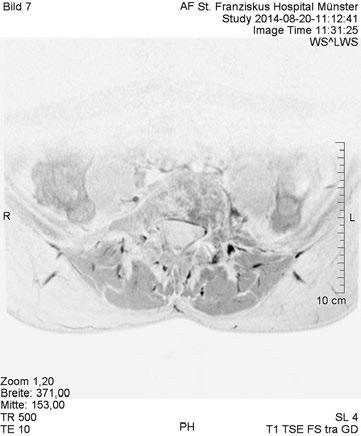 Bild 7
AF St. Franziskus Hospital Münster
Study 2014-08-20-11:12:41
Image Time 11:31:25
WS^LWS
R
L
10 cm
Zoom 1,20
Breite: 371,00
Mitte: 153,00
TR 500
TE 10
PH
SL 4
T1 TSE FS tra GD